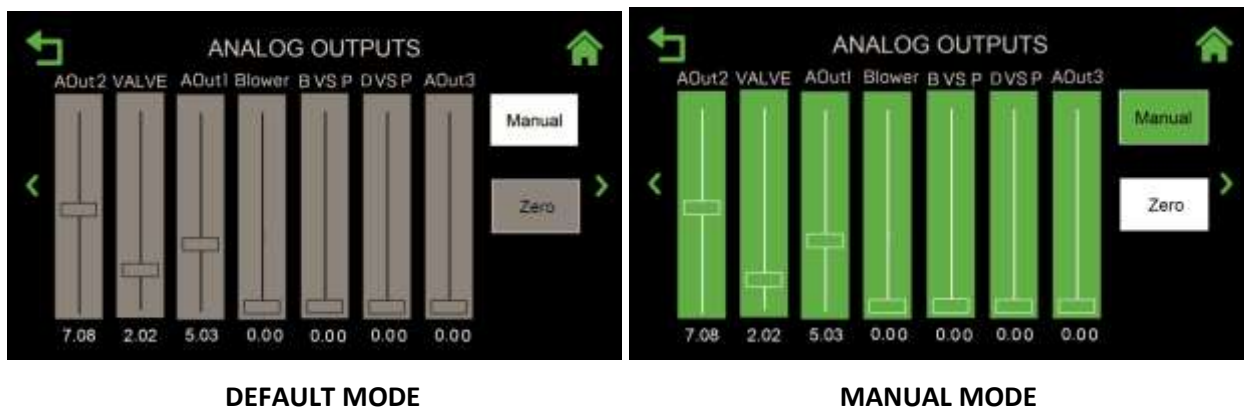 ANALOG OUTPUTS
AOut2 VALVE AOut1 Blower B VS P D VS P AOut3
Manual
Zero
7.08 2.02 5.03 0.00 0.00 0.00 0.00
ANALOG OUTPUTS
AOut2 VALVE AOut1 Blower B VS P D VS P AOut3
Manual
Zero
7.08 2.02 5.03 0.00 0.00 0.00 0.00
DEFAULT MODE
MANUAL MODE